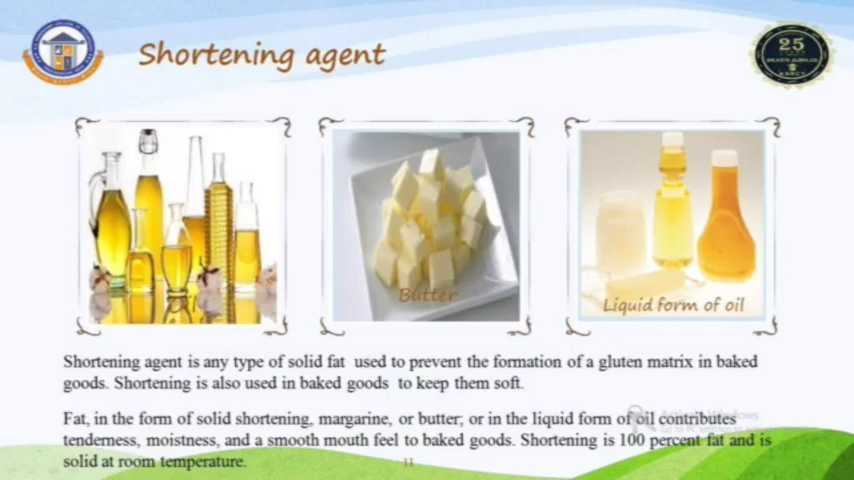 Shortening agent
25
Butter
Liquid form of oil
Shortening agent is any type of solid fat used to prevent the formation of a gluten matrix in baked
goods. Shortening is also used in baked goods to keep them soft.
Fat, in the form of solid shortening, margarine, or butter; or in the liquid form of oil contributes
tenderness, moistness, and a smooth mouth feel to baked goods. Shortening is 100 percent fat and is
solid at room temperature.
11